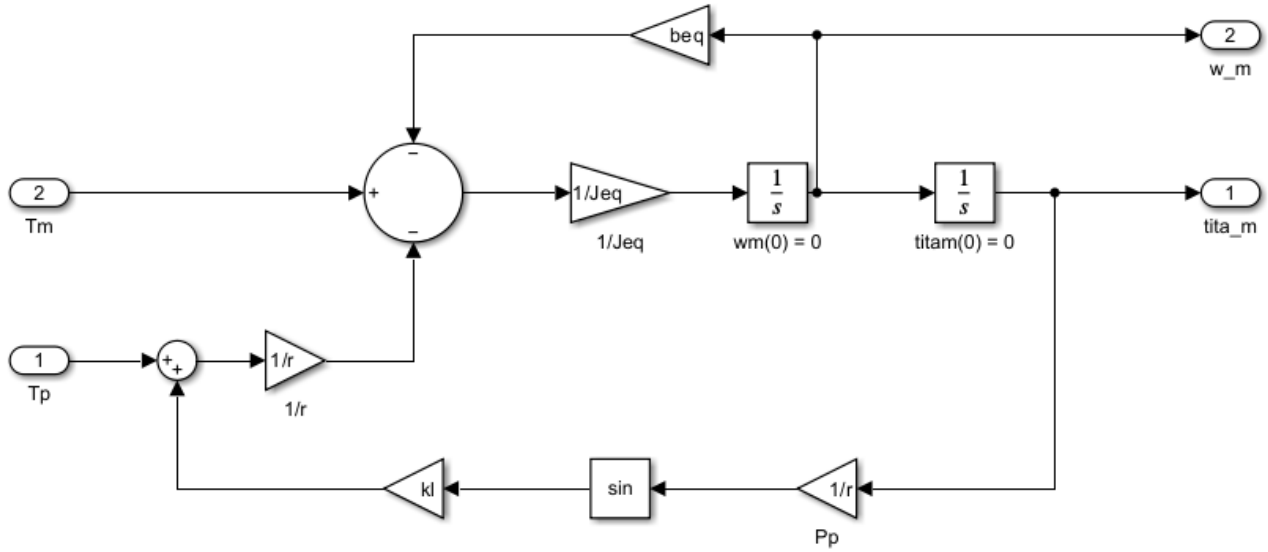 beq
2
w_m
−
2
Tm
+
−
1/Jeq
1/Jeq
1
s
wm(0) = 0
1
s
titam(0) = 0
1
tita_m
1
Tp
+
+
1/r
1/r
kl
sin
1/r
Pp